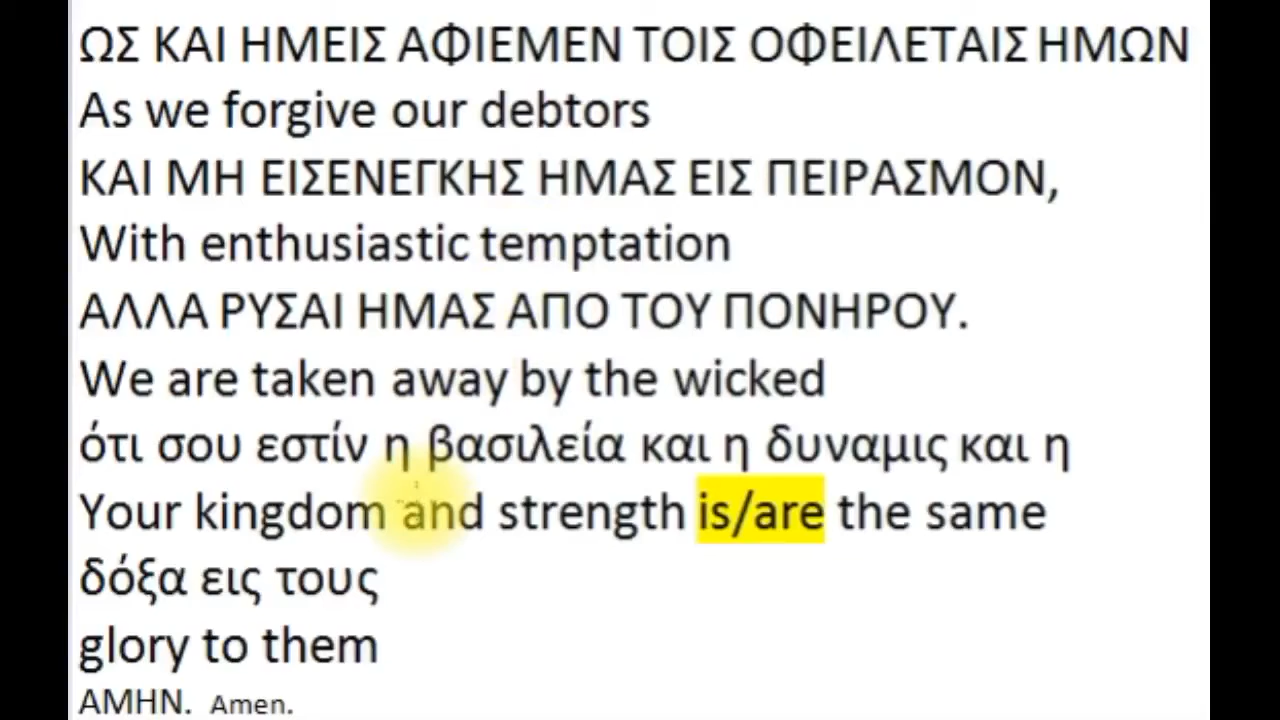 ΩΣ ΚΑΙ ΗΜΕΙΣ ΑΦΙΕΜΕΝ ΤΟΙΣ ΟΦΕΙΛΕΤΑΙΣ ΗΜΩΝ
As we forgive our debtors
ΚΑΙ ΜΗ ΕΙΣΕΝΕΓΚΗΣ ΗΜΑΣ ΕΙΣ ΠΕΙΡΑΣΜΟΝ,
With enthusiastic temptation
ΑΛΛΑ ΡΥΣΑΙ ΗΜΑΣ ΑΠΟ ΤΟΥ ΠΟΝΗΡΟΥ.
We are taken away by the wicked
ότι σου εστίν η βασιλεία και η δυναμις και η
Your kingdom and strength is/are the same
δόξα εις τους
glory to them
ΑΜΗΝ. Amen.